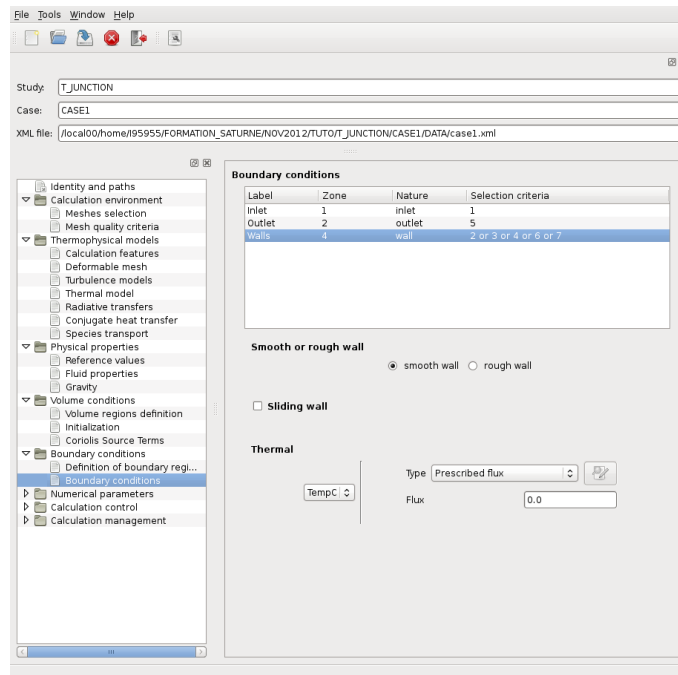 File Tools Window Help
Study: T_JUNCTION
Case: CASE1
XML file: /local00/home/I95955/FORMATION_SATURNE/NOV2012/TUTO/T_JUNCTION/CASE1/DATA/case1.xml
Identity and paths
Calculation environment
Meshes selection
Mesh quality criteria
Thermophysical models
Calculation features
Deformable mesh
Turbulence models
Thermal model
Radiative transfers
Conjugate heat transfer
Species transport
Physical properties
Reference values
Fluid properties
Gravity
Volume conditions
Volume regions definition
Initialization
Coriolis Source Terms
Boundary conditions
Definition of boundary regi...
Boundary conditions
Numerical parameters
Calculation control
Calculation management
Boundary conditions
Label Zone Nature Selection criteria
Inlet 1 inlet 1
Outlet 2 outlet 5
Walls 4 wall 2 or 3 or 4 or 6 or 7
Smooth or rough wall
smooth wall rough wall
Sliding wall
Thermal
Type Prescribed flux
TempC
Flux 0.0